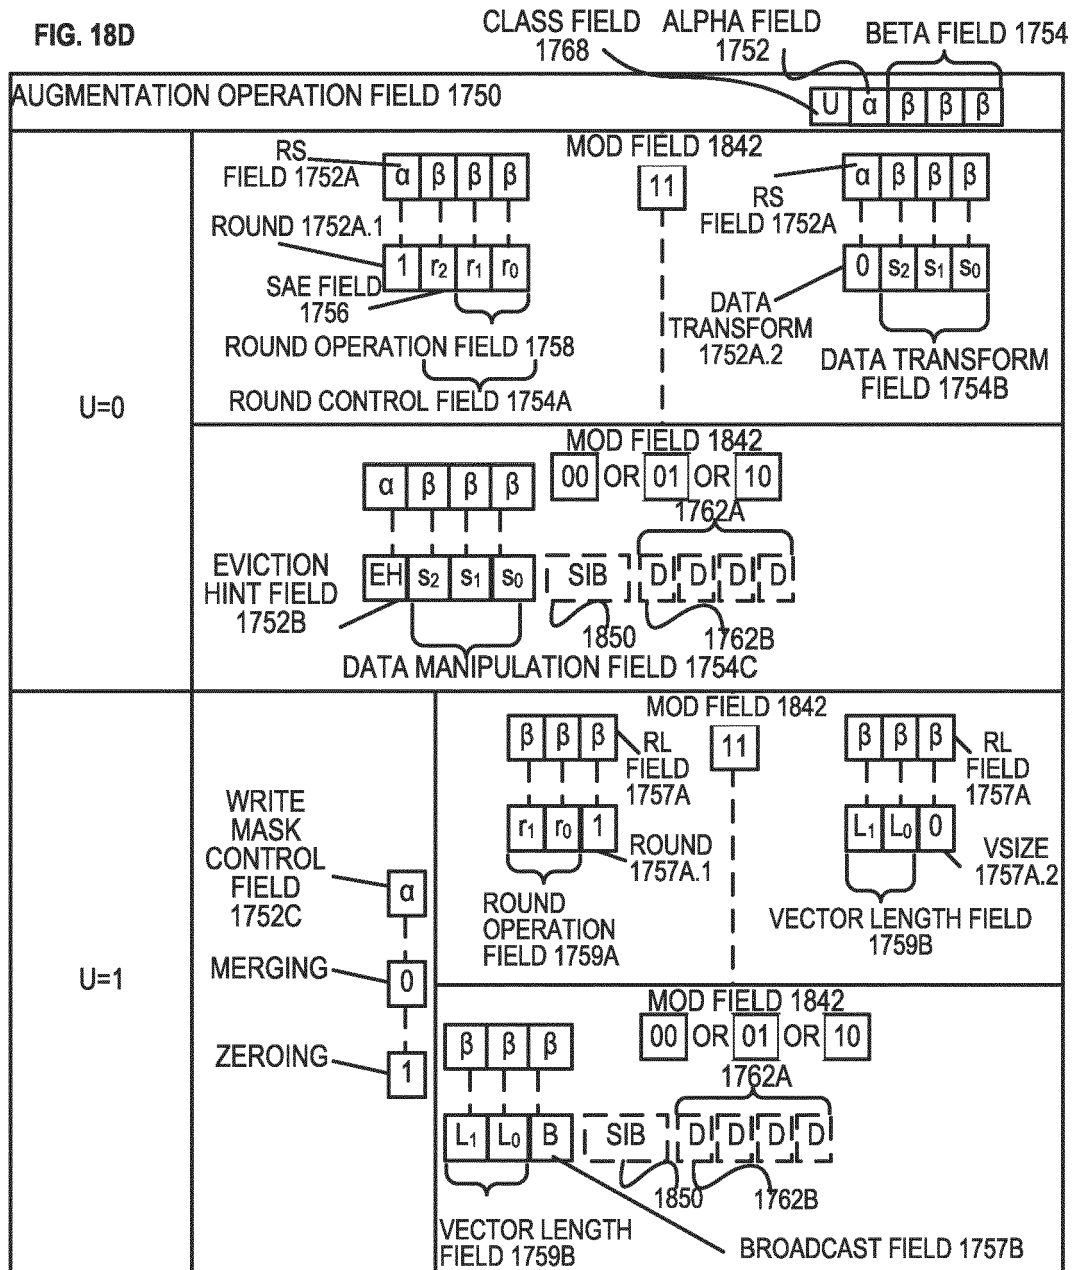 FIG. 18D
CLASS FIELD
1768
ALPHA FIELD
1752
BETA FIELD 1754
AUGMENTATION OPERATION FIELD 1750
U α β β β
U=0
RS
FIELD 1752A
α β β β
ROUND 1752A.1
1 r2 r1 r0
SAE FIELD
1756
ROUND OPERATION FIELD 1758
ROUND CONTROL FIELD 1754A
MOD FIELD 1842
11
α β β β
RS
FIELD 1752A
0 s2 s1 s0
DATA
TRANSFORM
1752A.2
DATA TRANSFORM
FIELD 1754B
MOD FIELD 1842
00 OR 01 OR 10
α β β β
1762A
EVICTION
HINT FIELD
1752B
EH s2 s1 s0 SIB D D D D
1850
1762B
DATA MANIPULATION FIELD 1754C
U=1
WRITE
MASK
CONTROL
FIELD
1752C
α
MERGING
0
ZEROING
1
MOD FIELD 1842
11
β β β
RL
FIELD
1757A
r1 r0 1
ROUND
1757A.1
ROUND
OPERATION
FIELD 1759A
β β β
RL
FIELD
1757A
L1 L0 0
VSIZE
1757A.2
VECTOR LENGTH FIELD
1759B
MOD FIELD 1842
00 OR 01 OR 10
β β β
1762A
L1 L0 B SIB D D D D
1850
1762B
VECTOR LENGTH
FIELD 1759B
BROADCAST FIELD 1757B